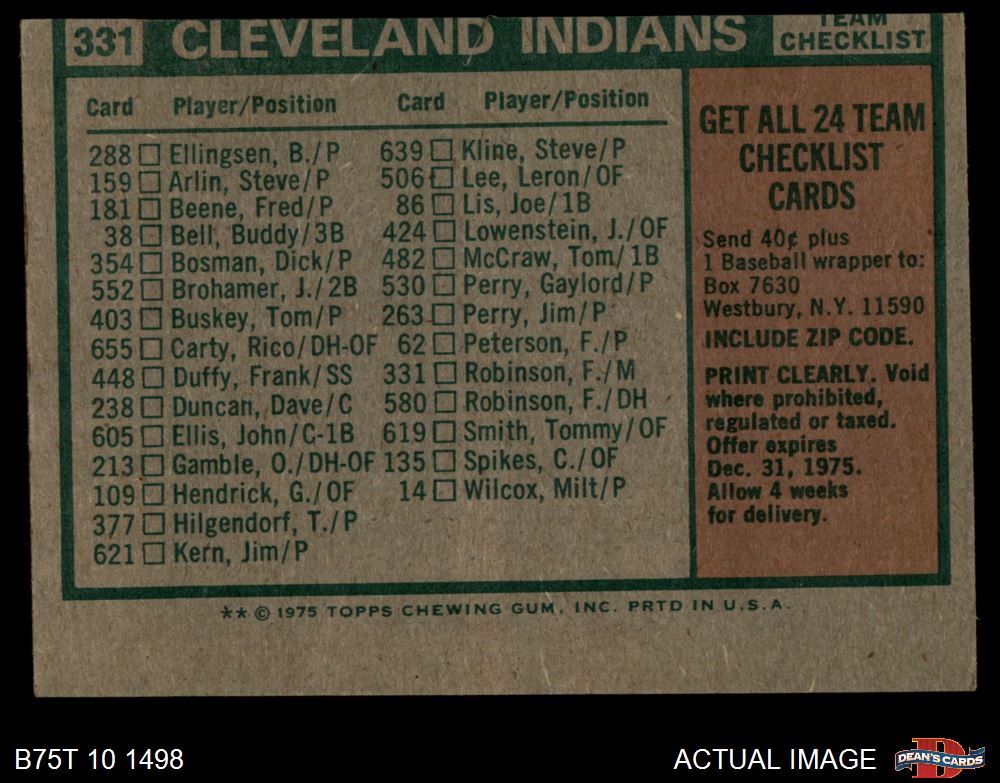 331 CLEVELAND INDIANS TEAM CHECKLIST
Card Player/Position
288 Ellingsen, B./P
159 Arlin, Steve/P
181 Beene, Fred/P
38 Bell, Buddy/3B
354 Bosman, Dick/P
552 Brohamer, J./2B
403 Buskey, Tom/P
655 Carty, Rico/DH-OF
448 Duffy, Frank/SS
238 Duncan, Dave/C
605 Ellis, John/C-1B
213 Gamble, O./DH-OF
109 Hendrick, G./OF
377 Hilgendorf, T./P
621 Kern, Jim/P
Card Player/Position
639 Kline, Steve/P
506 Lee, Leron/OF
86 Lis, Joe/1B
424 Lowenstein, J./OF
482 McCraw, Tom/1B
530 Perry, Gaylord/P
263 Perry, Jim/P
62 Peterson, F./P
331 Robinson, F./M
580 Robinson, F./DH
619 Smith, Tommy/OF
135 Spikes, C./OF
14 Wilcox, Milt/P
GET ALL 24 TEAM
CHECKLIST
CARDS
Send 40¢ plus
1 Baseball wrapper to:
Box 7630
Westbury, N.Y. 11590
INCLUDE ZIP CODE.
PRINT CLEARLY. Void
where prohibited,
regulated or taxed.
Offer expires
Dec. 31, 1975.
Allow 4 weeks
for delivery.
** © 1975 TOPPS CHEWING GUM, INC. PRTD IN U.S.A.
B75T 10 1498
ACTUAL IMAGE
D
DEAN'S CARDS